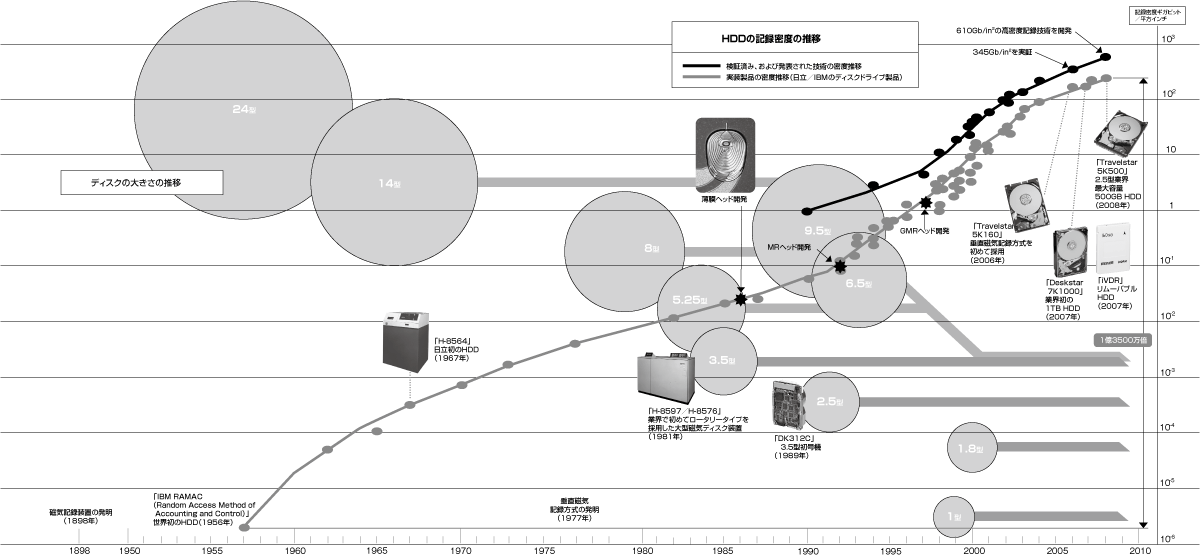 記録密度ギガビット
/平方インチ
HDDの記録密度の推移
検証済み、および発表された技術の密度推移
実装製品の密度推移（日立／IBMのディスクドライブ製品）
610Gb/in²の高密度記録技術を開発
345Gb/in²を実証
10³
10²
10
1
10¹
10²
10³
10⁴
10⁵
10⁶
ディスクの大きさの推移
24型
14型
8型
5.25型
3.5型
9.5型
6.5型
2.5型
1.8型
1型
薄膜ヘッド開発
MRヘッド開発
GMRヘッド開発
「Travelstar
5K500」
2.5型業界
最大容量
500GB HDD
（2008年）
「Travelstar
5K160」
垂直磁気記録方式を
初めて採用
（2006年）
「Deskstar
7K1000」
業界初の
1TB HDD
（2007年）
「iVDR」
リムーバブル
HDD
（2007年）
1億3500万倍
「H-8564」
日立初のHDD
（1967年）
「H-8597／H-8576」
業界で初めてロータリータイプを
採用した大型磁気ディスク装置
（1981年）
「DK312C」
3.5型初号機
（1989年）
磁気記録装置の発明
（1898年）
「IBM RAMAC
（Random Access Method of
Accounting and Control）」
世界初のHDD（1956年）
垂直磁気
記録方式の発明
（1977年）
1898 1950 1955 1960 1965 1970 1975 1980 1985 1990 1995 2000 2005 2010